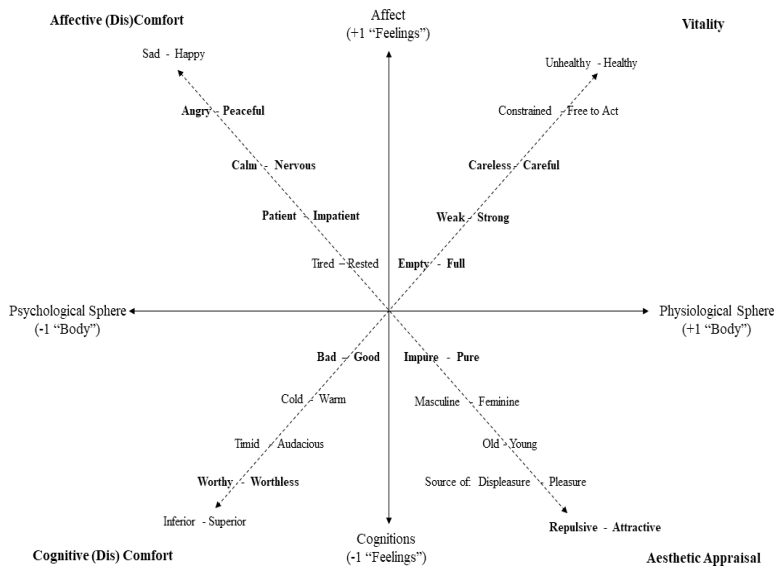 Affective (Dis)Comfort
Affect
(+1 “Feelings”)
Vitality
Sad - Happy
Unhealthy - Healthy
Angry - Peaceful
Constrained - Free to Act
Calm - Nervous
Careless - Careful
Patient - Impatient
Weak - Strong
Tired - Rested
Empty - Full
Psychological Sphere
(-1 “Body”)
Physiological Sphere
(+1 “Body”)
Bad - Good
Impure - Pure
Cold - Warm
Masculine - Feminine
Timid - Audacious
Old - Young
Worthy - Worthless
Source of: Displeasure - Pleasure
Inferior - Superior
Repulsive - Attractive
Cognitions
(-1 “Feelings”)
Cognitive (Dis) Comfort
Aesthetic Appraisal